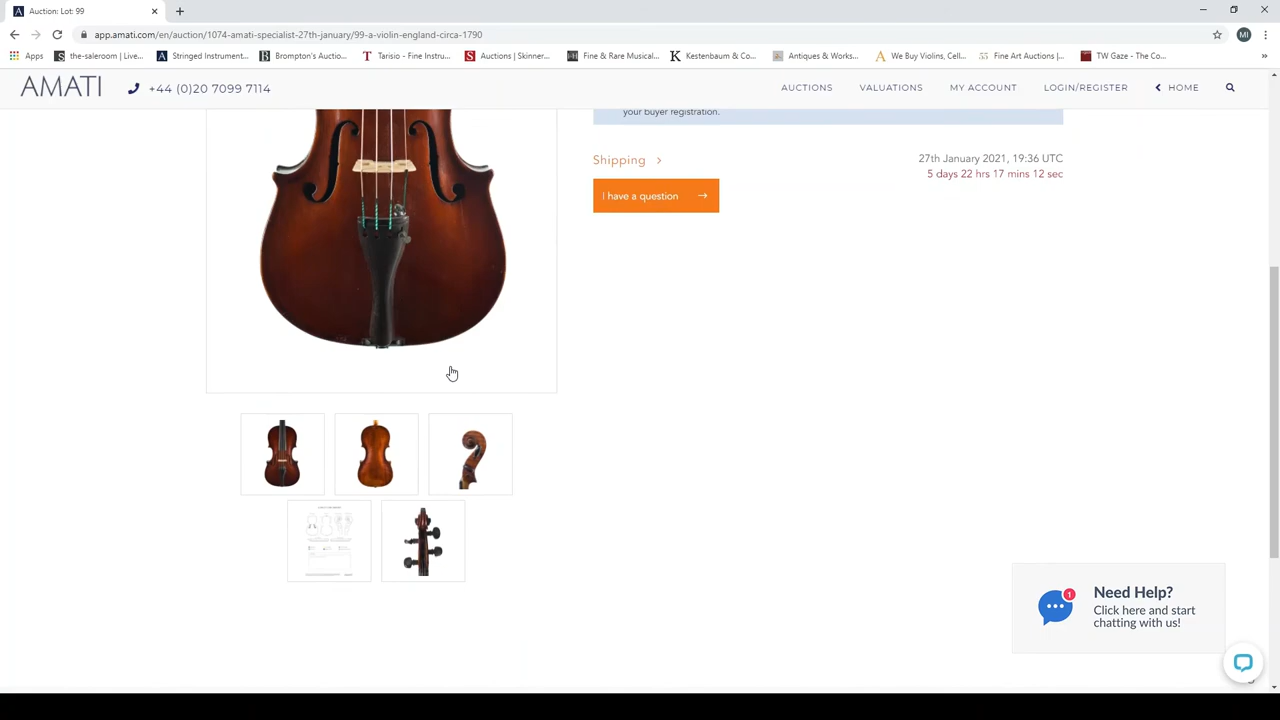 Auction: Lot: 99
app.amati.com/en/auction/1074-amati-specialist-27th-january/99-a-violin-england-circa-1790
MI
Apps
the-saleroom | Live...
Stringed Instrument...
Brompton's Auction...
Tarisio - Fine Instru...
Auctions | Skinner...
Fine & Rare Musical...
Kestenbaum & Co...
Antiques & Works...
We Buy Violins, Cell...
Fine Art Auctions |...
TW Gaze - The Co...
AMATI
+44 (0)20 7099 7114
AUCTIONS
VALUATIONS
MY ACCOUNT
LOGIN/REGISTER
HOME
your buyer registration.
Shipping
27th January 2021, 19:36 UTC
5 days 22 hrs 17 mins 12 sec
I have a question
1
Need Help?
Click here and start
chatting with us!